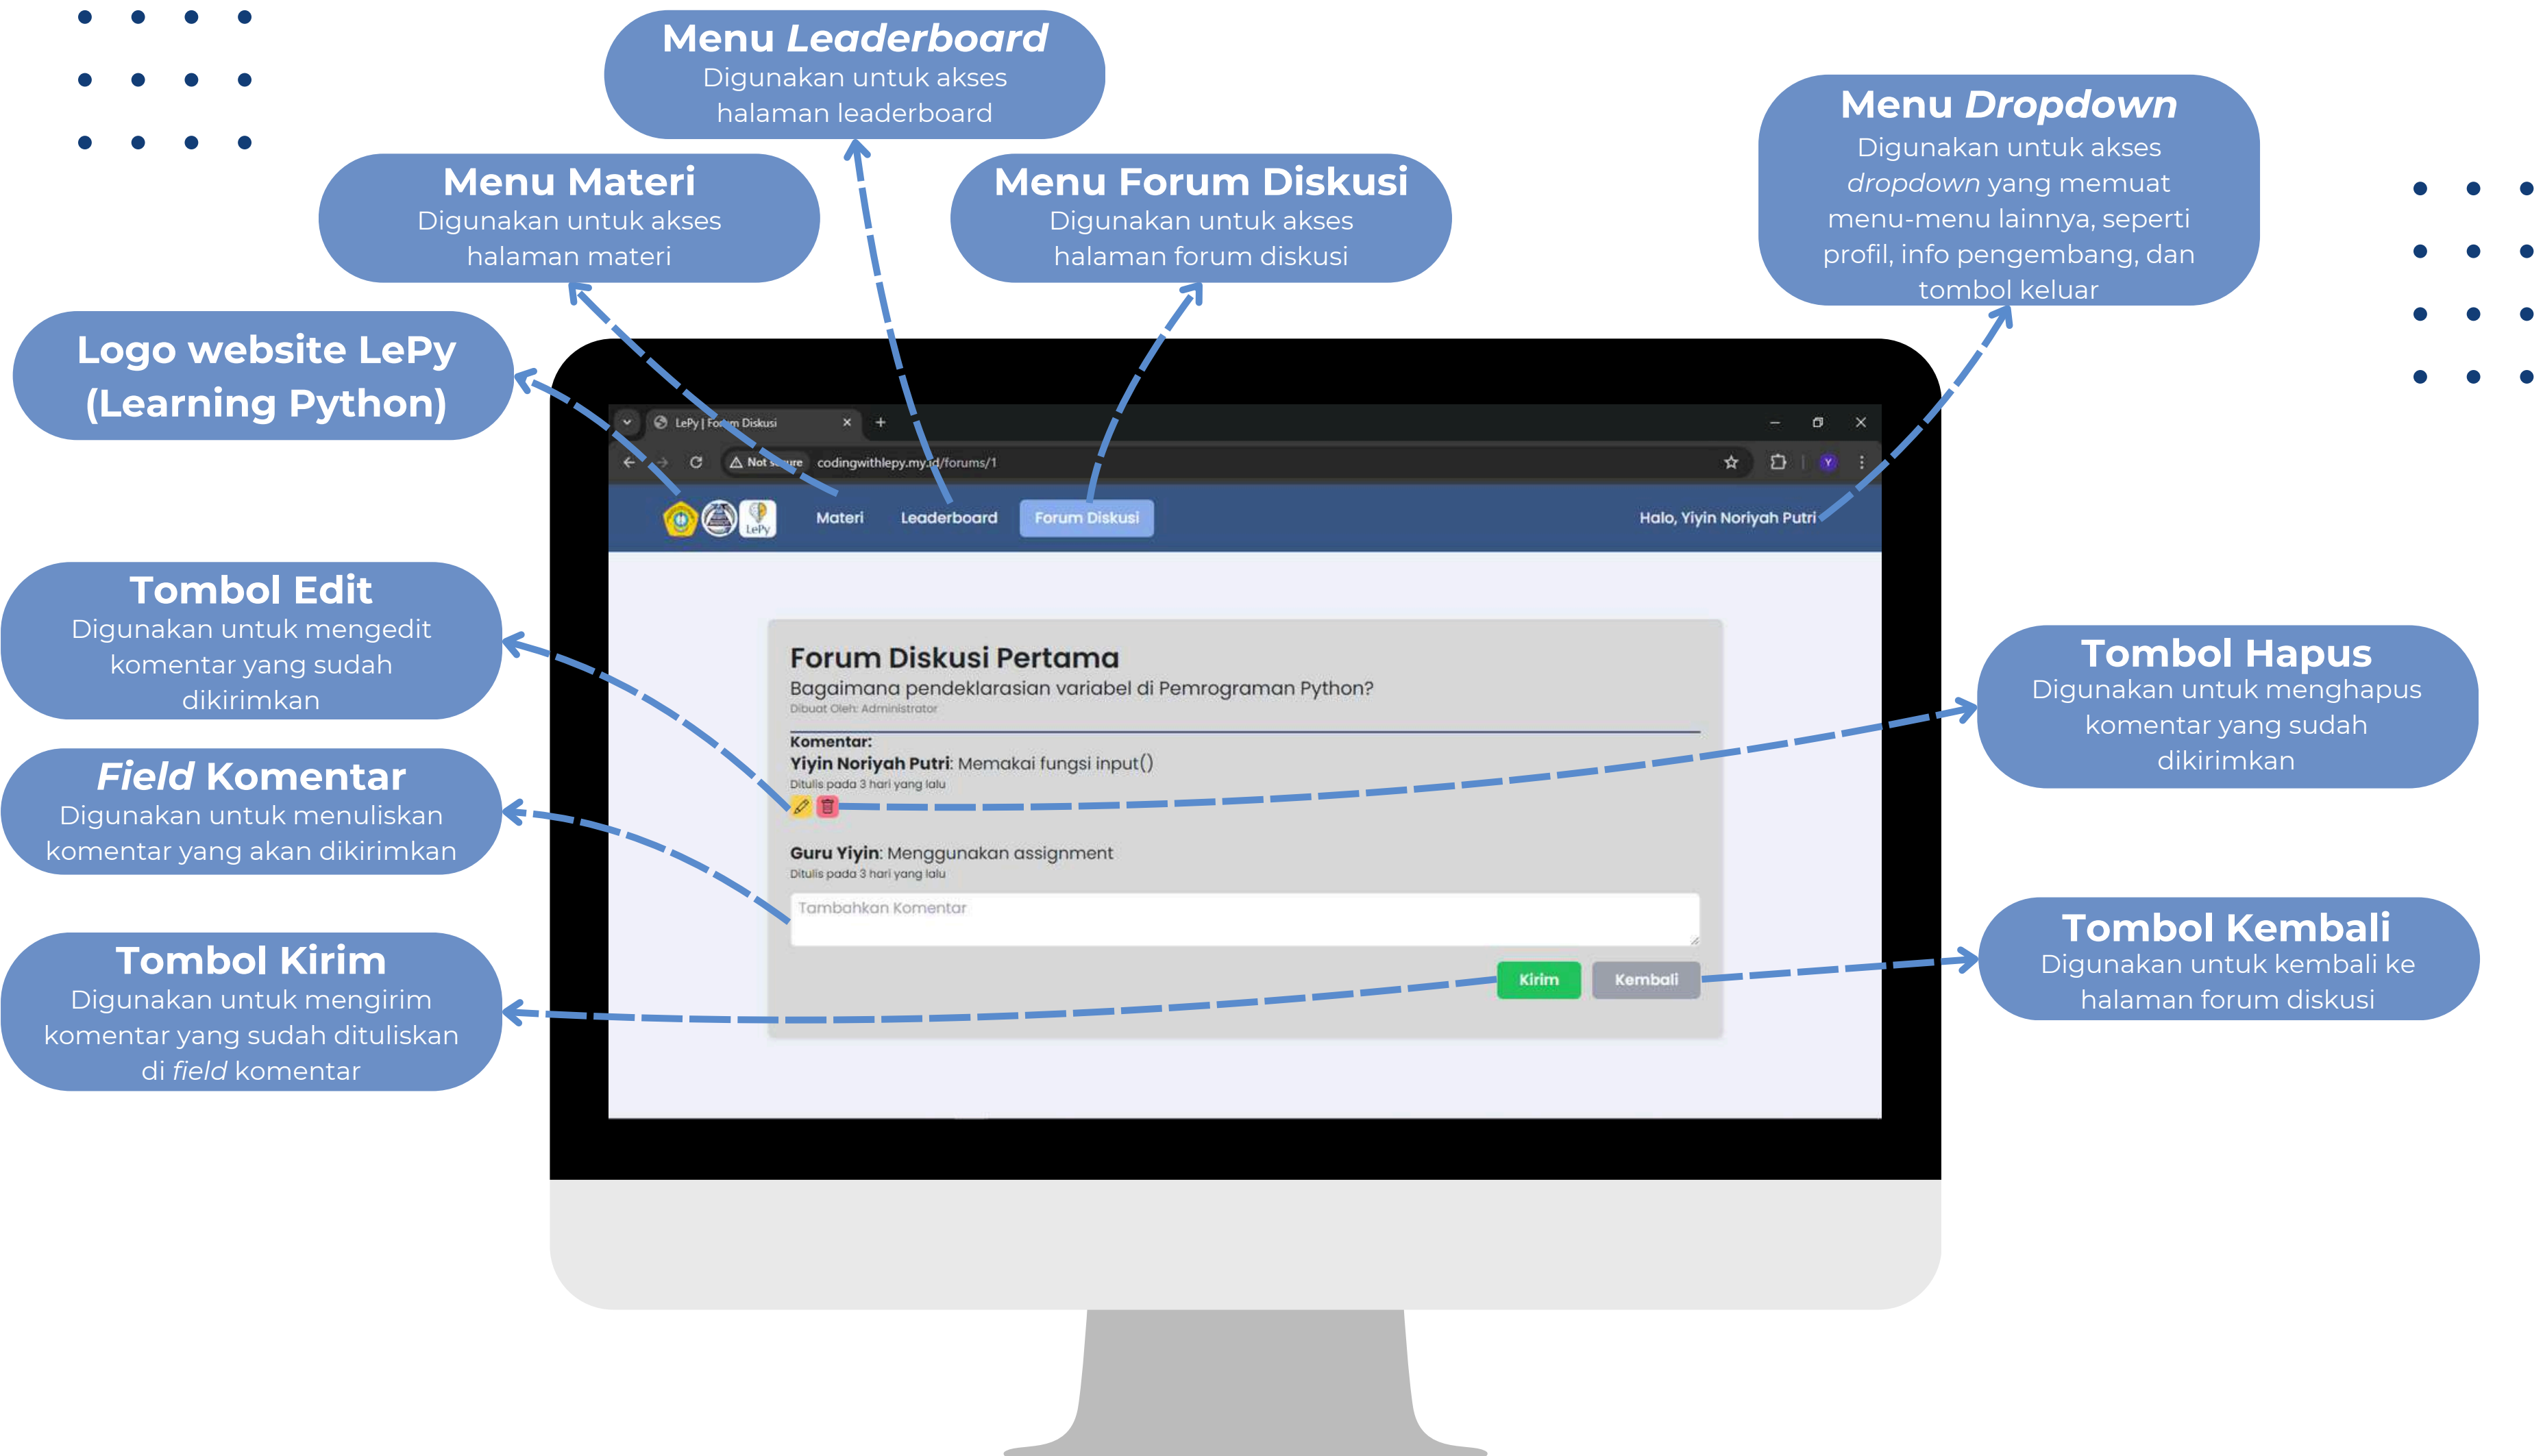 Menu Leaderboard
Digunakan untuk akses
halaman leaderboard
Menu Dropdown
Digunakan untuk akses
dropdown yang memuat
menu-menu lainnya, seperti
profil, info pengembang, dan
tombol keluar
Menu Materi
Digunakan untuk akses
halaman materi
Menu Forum Diskusi
Digunakan untuk akses
halaman forum diskusi
Logo website LePy
(Learning Python)
LePy | Forum Diskusi
Not secure
codingwithlepy.my.id/forums/1
Y
LePy
Materi
Leaderboard
Forum Diskusi
Halo, Yiyin Noriyah Putri
Tombol Edit
Digunakan untuk mengedit
komentar yang sudah
dikirimkan
Field Komentar
Digunakan untuk menuliskan
komentar yang akan dikirimkan
Tombol Kirim
Digunakan untuk mengirim
komentar yang sudah dituliskan
di field komentar
Forum Diskusi Pertama
Bagaimana pendeklarasian variabel di Pemrograman Python?
Dibuat Oleh: Administrator
Komentar:
Yiyin Noriyah Putri: Memakai fungsi input()
Ditulis pada 3 hari yang lalu
Guru Yiyin: Menggunakan assignment
Ditulis pada 3 hari yang lalu
Tambahkan Komentar
Kirim
Kembali
Tombol Hapus
Digunakan untuk menghapus
komentar yang sudah
dikirimkan
Tombol Kembali
Digunakan untuk kembali ke
halaman forum diskusi